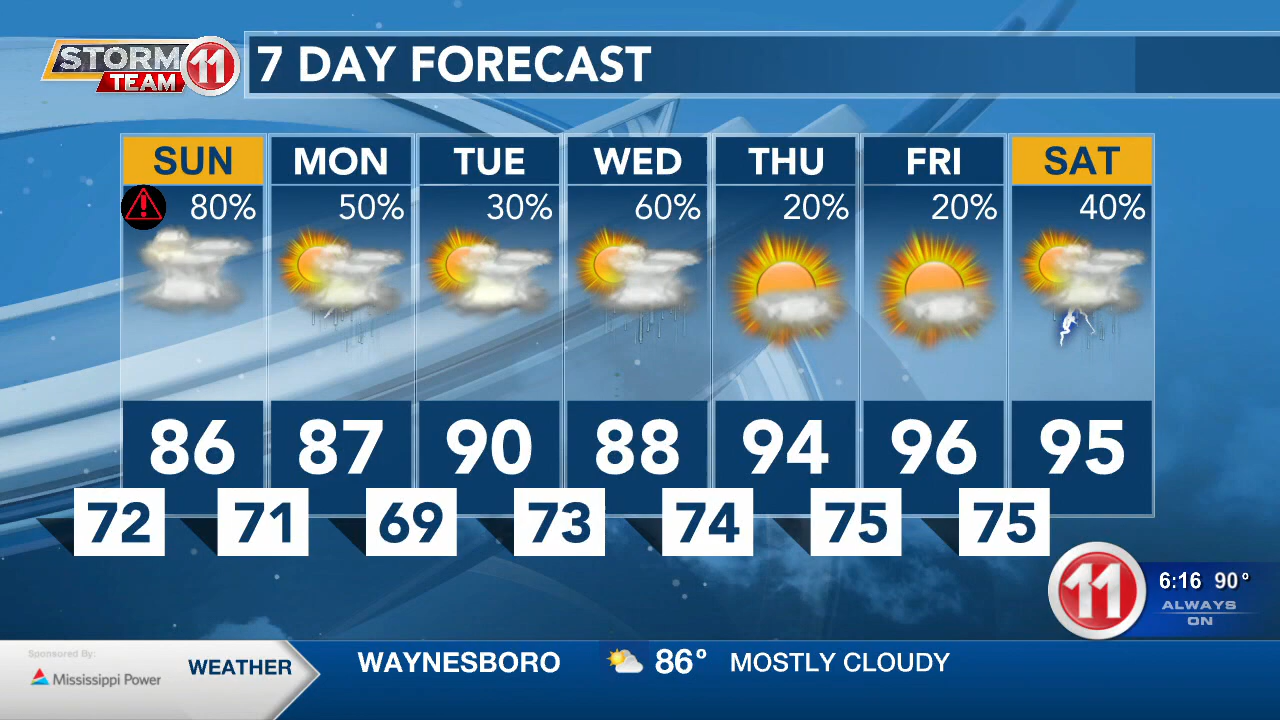 STORM
TEAM 11
7 DAY FORECAST
SUN MON TUE WED THU FRI SAT
80% 50% 30% 60% 20% 20% 40%
86 87 90 88 94 96 95
72 71 69 73 74 75 75
11
6:16 90°
ALWAYS
ON
Sponsored By:
Mississippi Power
WEATHER
WAYNESBORO 86° MOSTLY CLOUDY